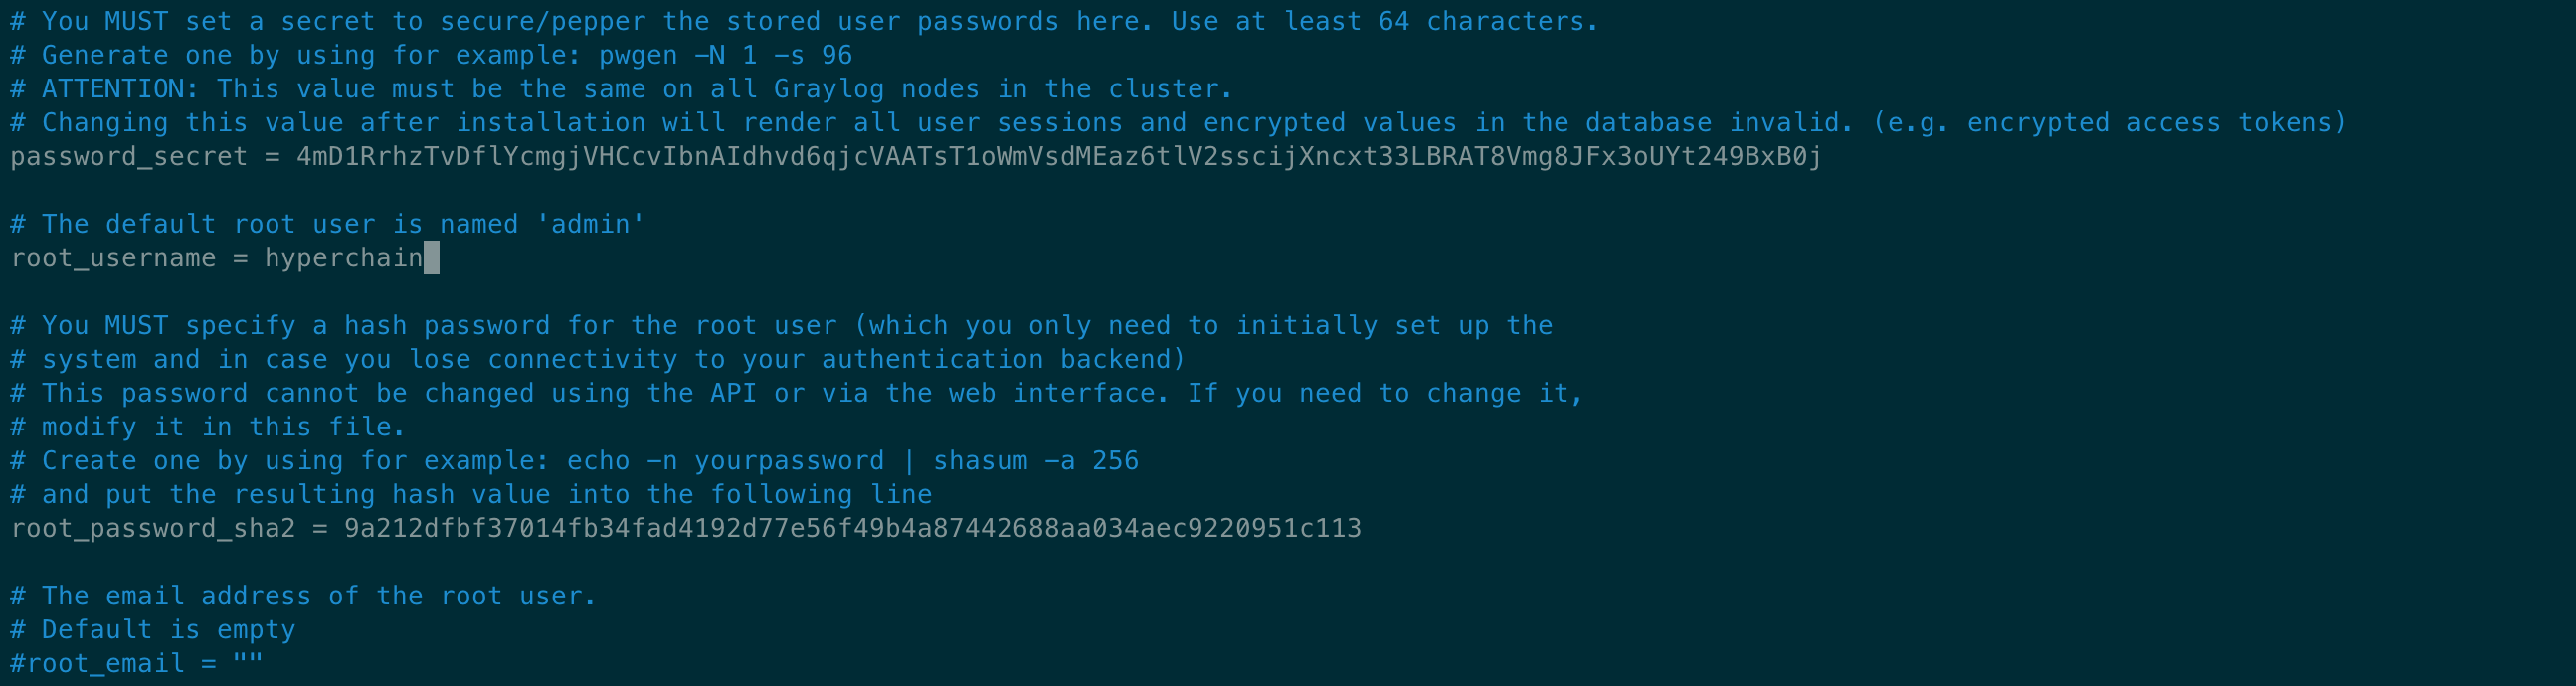 # You MUST set a secret to secure/pepper the stored user passwords here. Use at least 64 characters.
# Generate one by using for example: pwgen -N 1 -s 96
# ATTENTION: This value must be the same on all Graylog nodes in the cluster.
# Changing this value after installation will render all user sessions and encrypted values in the database invalid. (e.g. encrypted access tokens)
password_secret = 4mD1RrhzTvDflYcmgjVHCcvIbnAIdhvd6qjcVAATsT1oWmVsdMEaz6tlV2sscijXncxt33LBRAT8Vmg8JFx3oUYt249BxB0j
# The default root user is named 'admin'
root_username = hyperchain
# You MUST specify a hash password for the root user (which you only need to initially set up the
# system and in case you lose connectivity to your authentication backend)
# This password cannot be changed using the API or via the web interface. If you need to change it,
# modify it in this file.
# Create one by using for example: echo -n yourpassword | shasum -a 256
# and put the resulting hash value into the following line
root_password_sha2 = 9a212dfbf37014fb34fad4192d77e56f49b4a87442688aa034aec9220951c113
# The email address of the root user.
# Default is empty
#root_email = ""